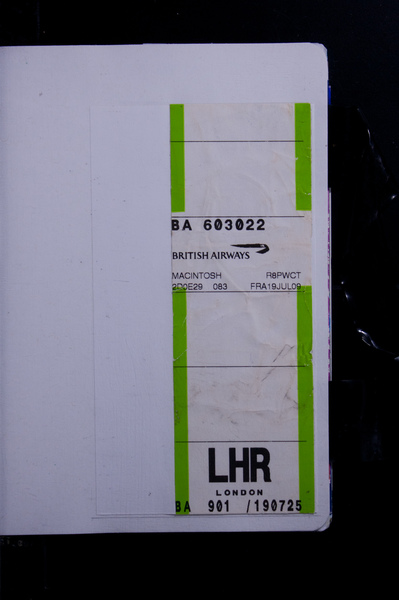 BA 603022
BRITISH AIRWAYS
MACINTOSH R8PWCT
2D0E29 083 FRA19JUL09
LHR
LONDON
BA 901 /190725